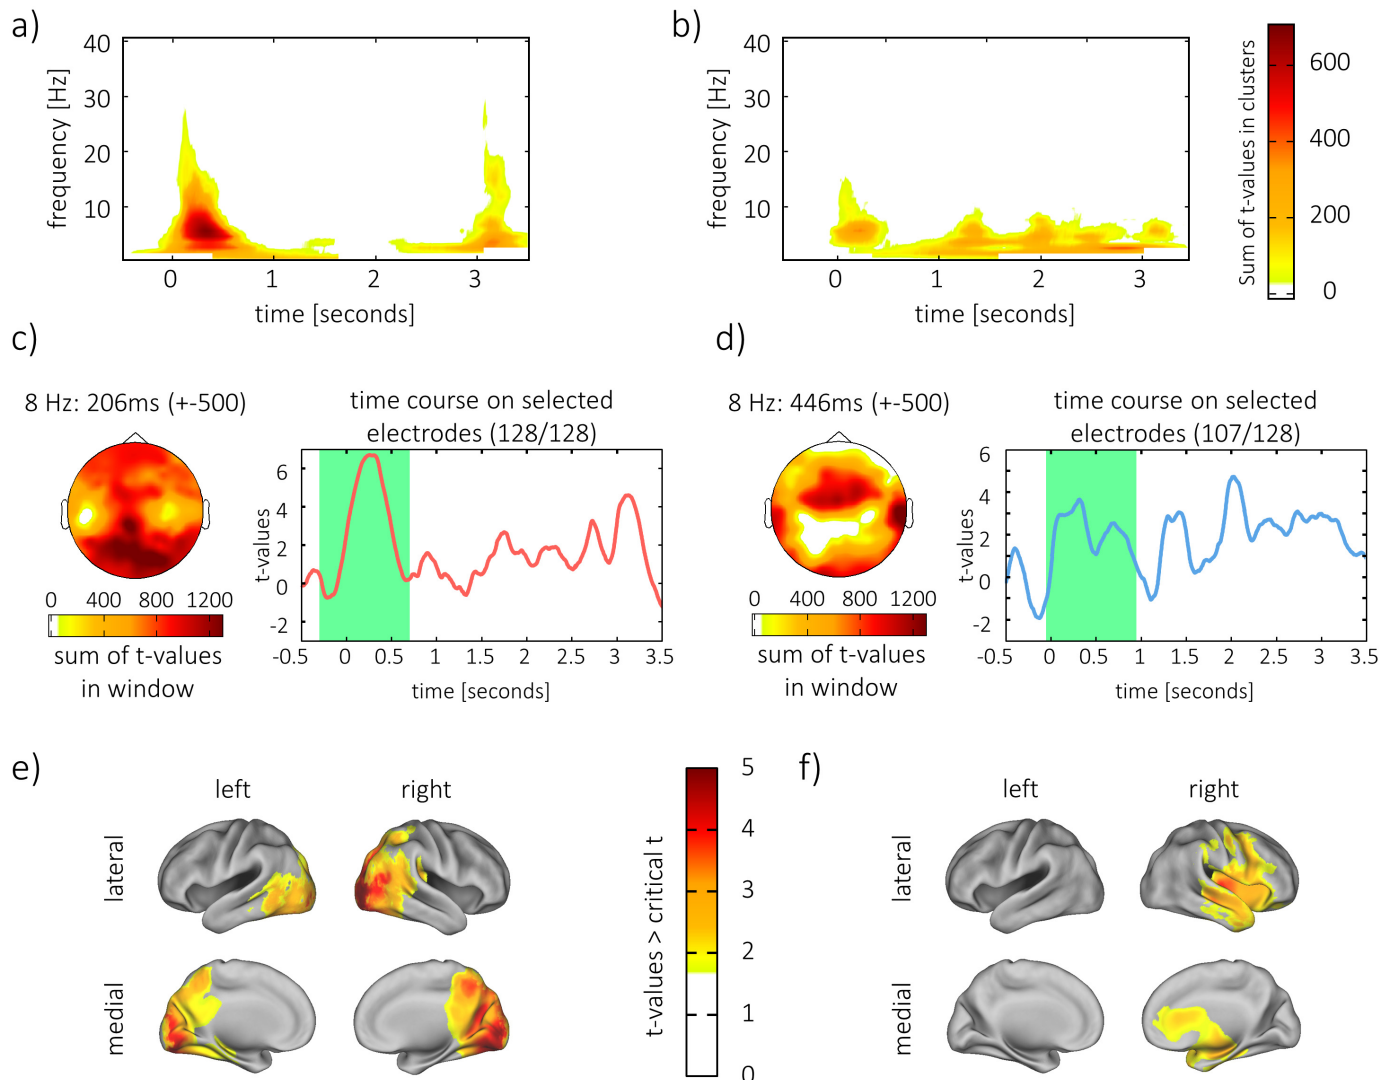 a)
40
30
20
10
frequency [Hz]
0 1 2 3
time [seconds]
b)
40
30
20
10
frequency [Hz]
0 1 2 3
time [seconds]
Sum of t-values in clusters
600
400
200
0
c)
8 Hz: 206ms (+-500)
0 400 800 1200
sum of t-values
in window
time course on selected
electrodes (128/128)
6
4
2
0
-2
t-values
-0.5 0 0.5 1 1.5 2 2.5 3 3.5
time [seconds]
d)
8 Hz: 446ms (+-500)
0 400 800 1200
sum of t-values
in window
time course on selected
electrodes (107/128)
6
4
2
0
-2
t-values
-0.5 0 0.5 1 1.5 2 2.5 3 3.5
time [seconds]
e)
left right
lateral
medial
t-values > critical t
5
4
3
2
1
0
f)
left right
lateral
medial